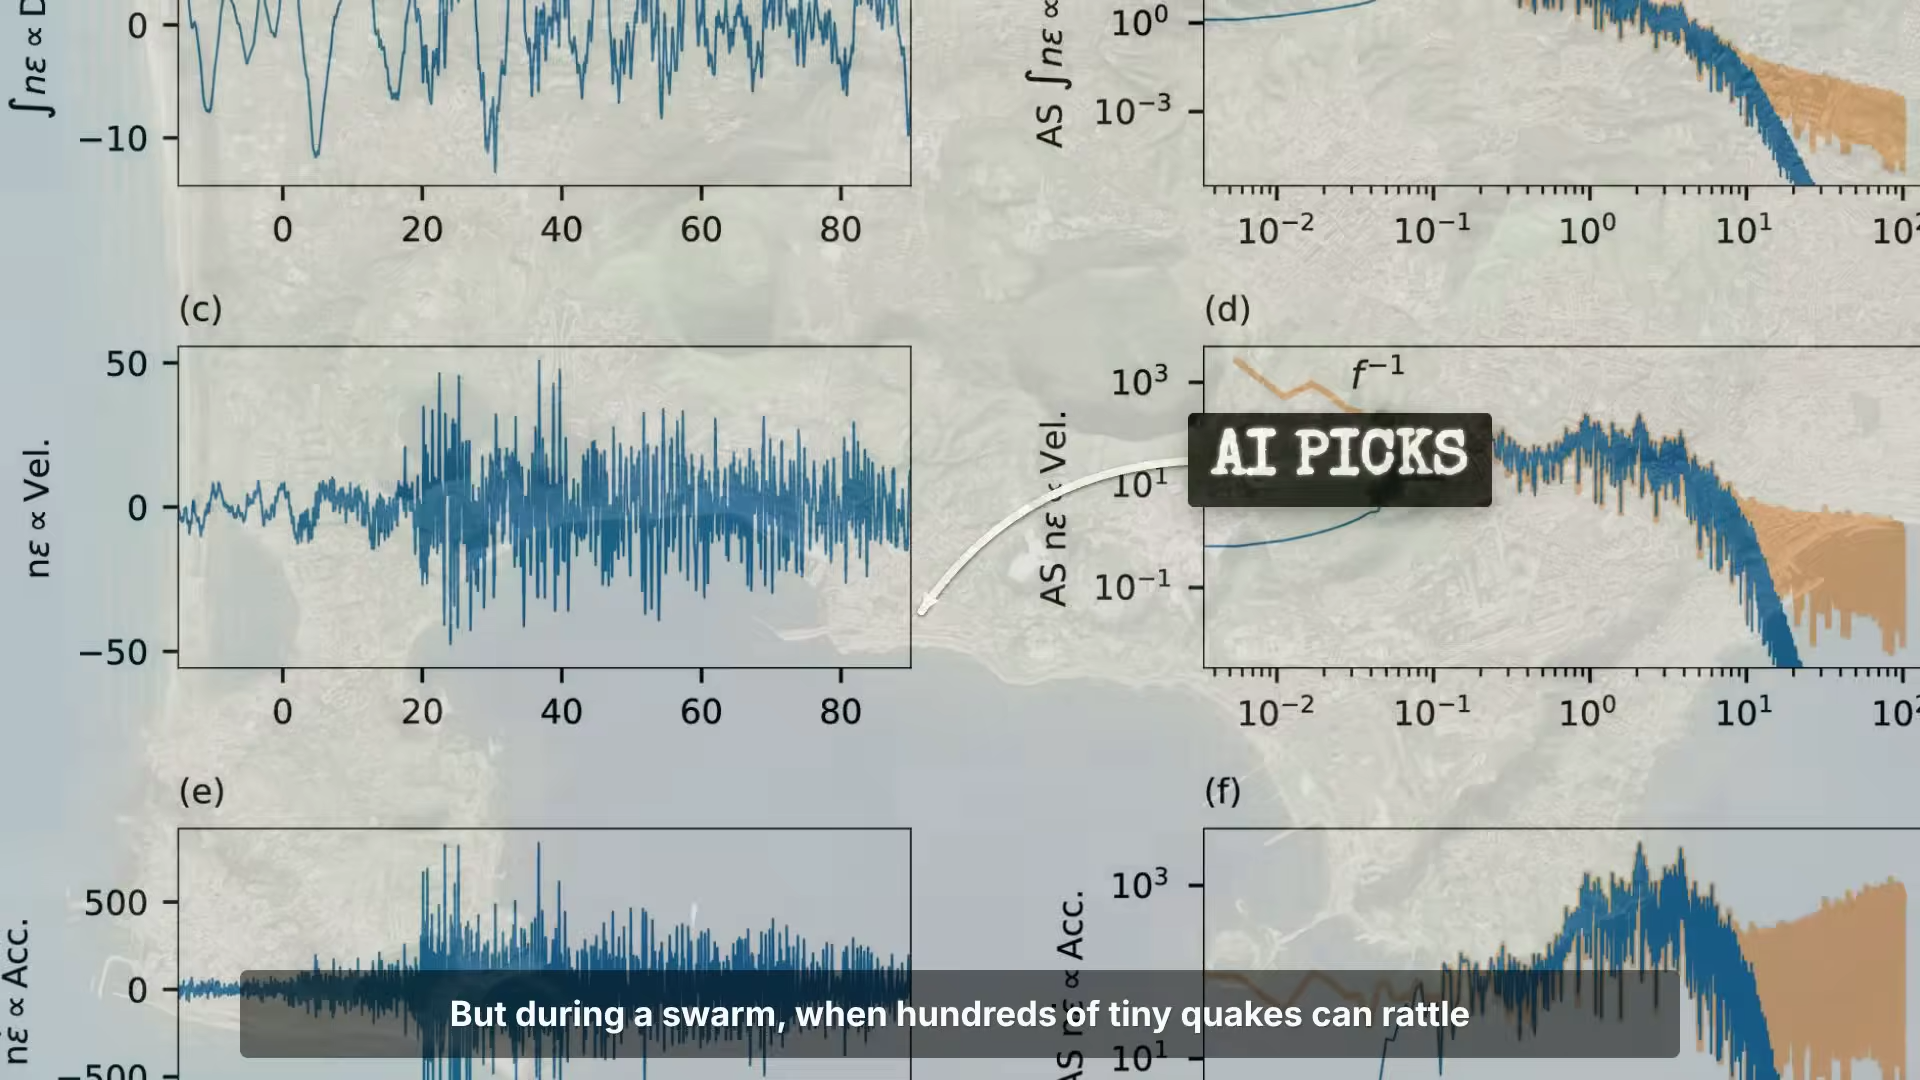 ∫nε ∝ D
0
−10
0 20 40 60 80
AS ∫nε ∝
10⁰
10⁻³
10⁻² 10⁻¹ 10⁰ 10¹ 10²
(c)
nε ∝ Vel.
50
0
−50
0 20 40 60 80
(d)
AS nε ∝ Vel.
10³
10¹
10⁻¹
f⁻¹
AI PICKS
10⁻² 10⁻¹ 10⁰ 10¹ 10²
(e)
nε ∝ Acc.
500
0
−500
(f)
AS nε ∝ Acc.
10³
10¹
But during a swarm, when hundreds of tiny quakes can rattle